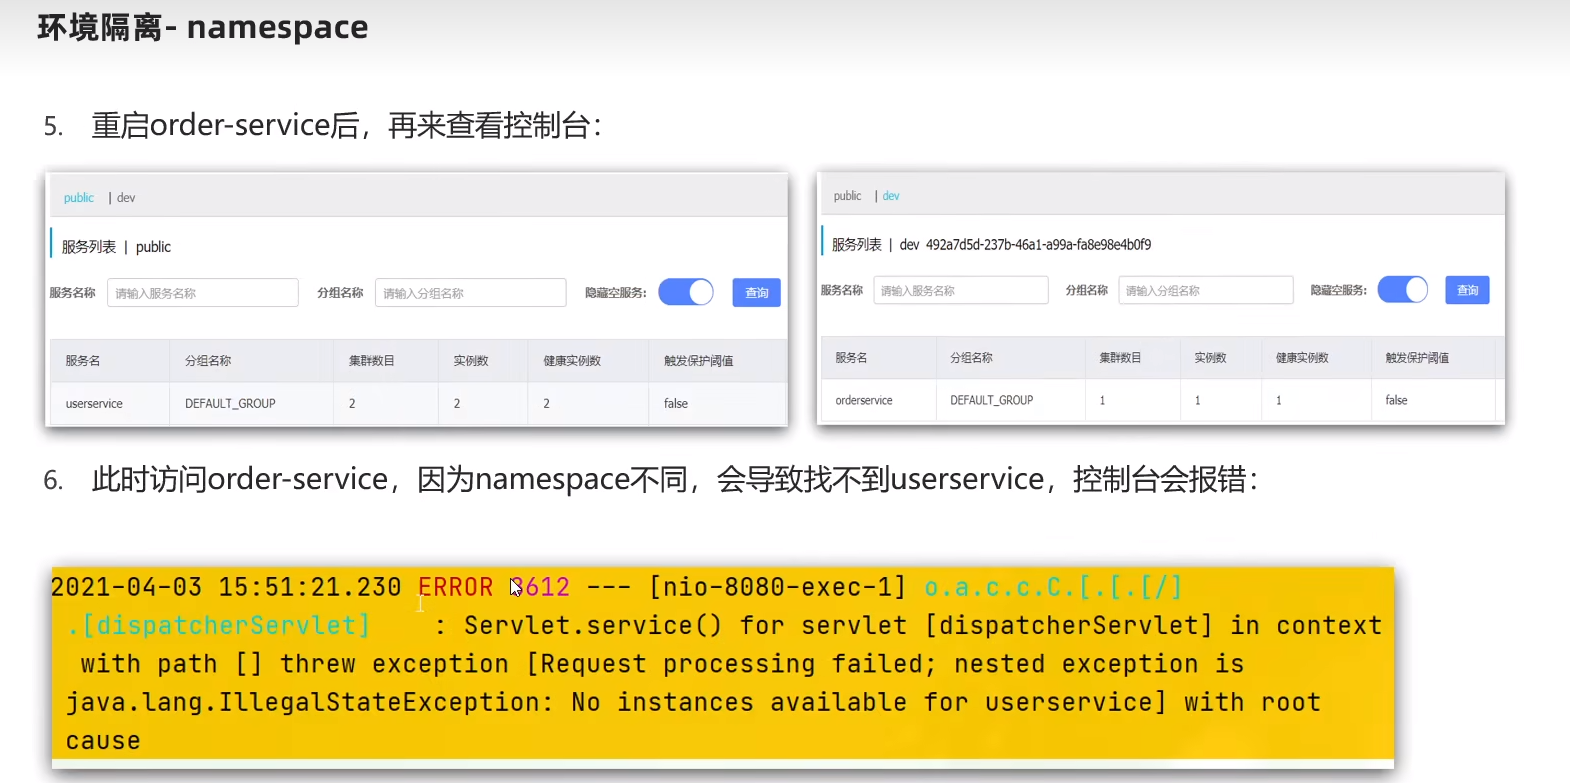 环境隔离- namespace
5. 重启order-service后，再来查看控制台：
public | dev
服务列表 | public
服务名称 请输入服务名称 分组名称 请输入分组名称 隐藏空服务: 查询
服务名 分组名称 集群数目 实例数 健康实例数 触发保护阈值
userservice DEFAULT_GROUP 2 2 2 false
public | dev
服务列表 | dev 492a7d5d-237b-46a1-a99a-fa8e98e4b0f9
服务名称 请输入服务名称 分组名称 请输入分组名称 隐藏空服务: 查询
服务名 分组名称 集群数目 实例数 健康实例数 触发保护阈值
orderservice DEFAULT_GROUP 1 1 1 false
6. 此时访问order-service，因为namespace不同，会导致找不到userservice，控制台会报错：
2021-04-03 15:51:21.230 ERROR 8612 --- [nio-8080-exec-1] o.a.c.c.C.[.[.[/]
.[dispatcherServlet] : Servlet.service() for servlet [dispatcherServlet] in context
with path [] threw exception [Request processing failed; nested exception is
java.lang.IllegalStateException: No instances available for userservice] with root
cause